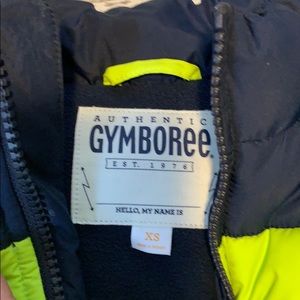 AUTHENTIC
GYMBOREE
EST. 1976
HELLO, MY NAME IS
XS